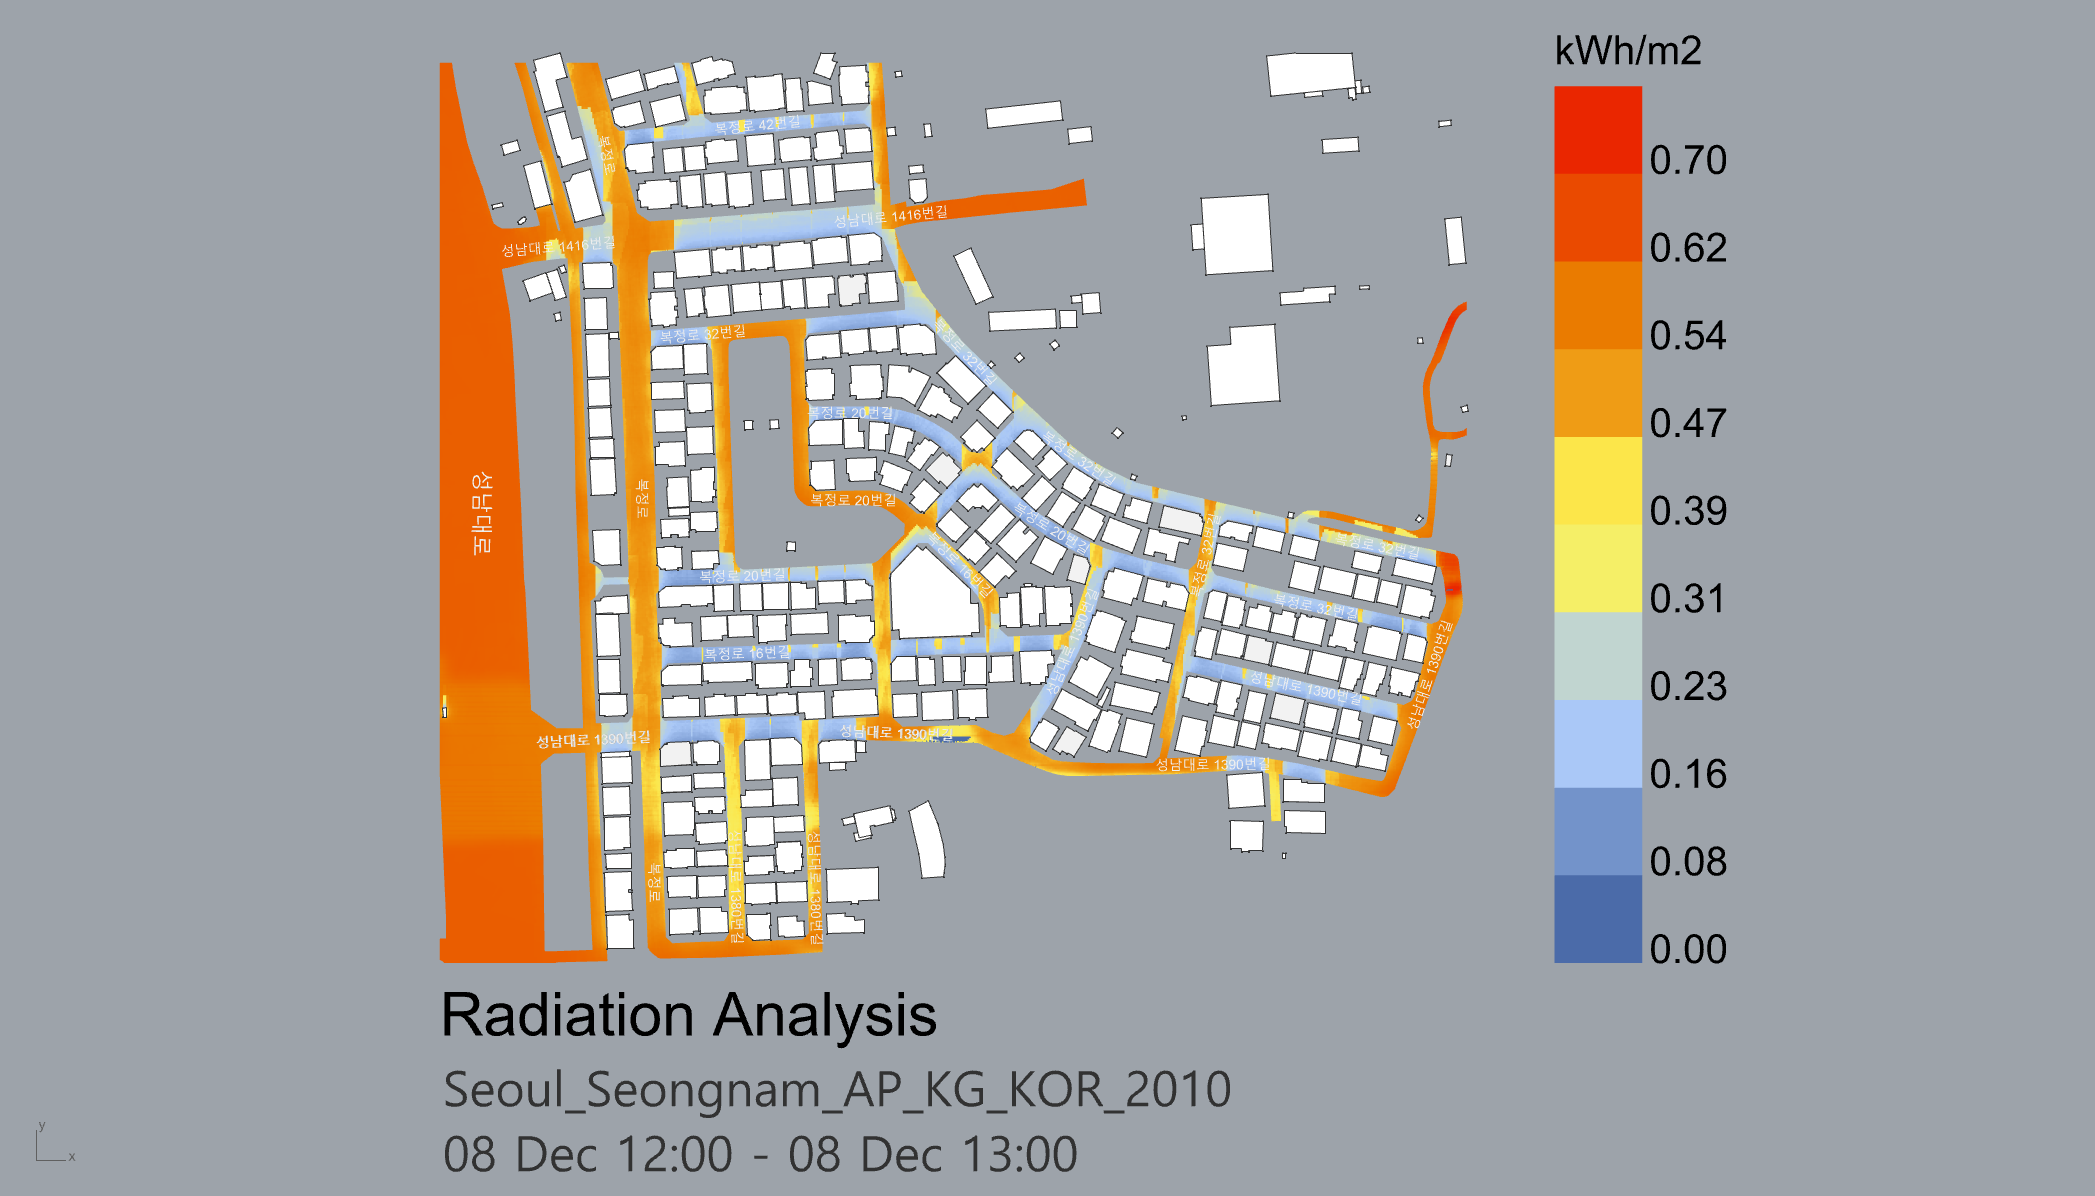 kWh/m2
0.70
0.62
0.54
0.47
0.39
0.31
0.23
0.16
0.08
0.00
복정로 42번길
복정로
성남대로 1416번길
성남대로 1416번길
복정로 32번길
복정로 32번길
복정로 20번길
복정로 32번길
성남대로
복정로
복정로 20번길
복정로 20번길
복정로 32번길
복정로 32번길
복정로 16번길
복정로 20번길
복정로 32번길
성남대로 1390번길
복정로 16번길
성남대로 1390번길
성남대로 1390번길
성남대로 1390번길
성남대로 1390번길
성남대로 1390번길
복정로
성남대로 1380번길
성남대로 1380번길
Radiation Analysis
Seoul_Seongnam_AP_KG_KOR_2010
08 Dec 12:00 - 08 Dec 13:00
y
x